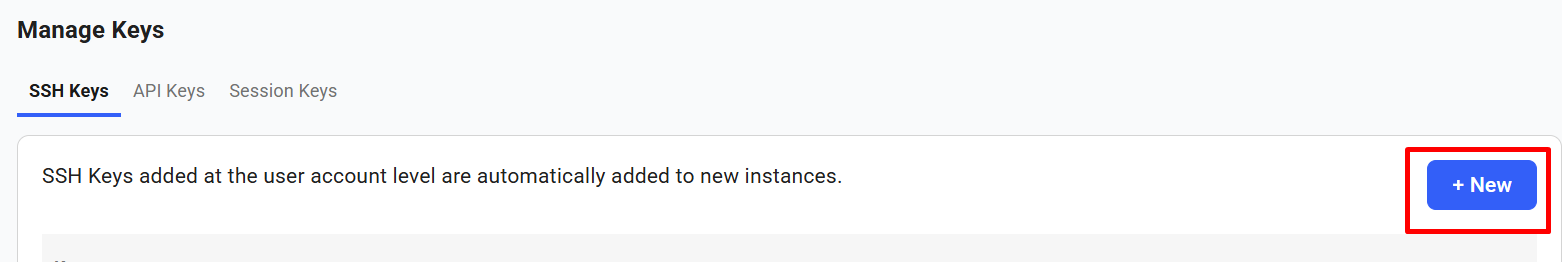 Manage Keys
SSH Keys API Keys Session Keys
SSH Keys added at the user account level are automatically added to new instances.
+ New